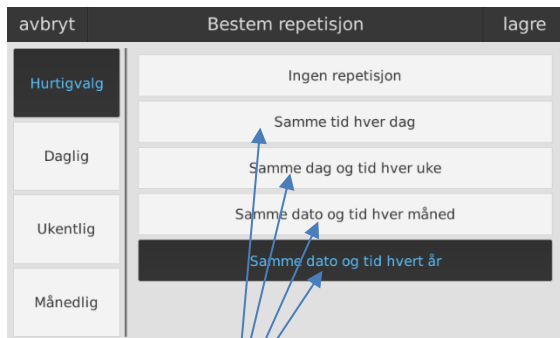 avbryt Bestem repetisjon lagre
Hurtigvalg
Daglig
Ukentlig
Månedlig
Ingen repetisjon
Samme tid hver dag
Samme dag og tid hver uke
Samme dato og tid hver måned
Samme dato og tid hvert år